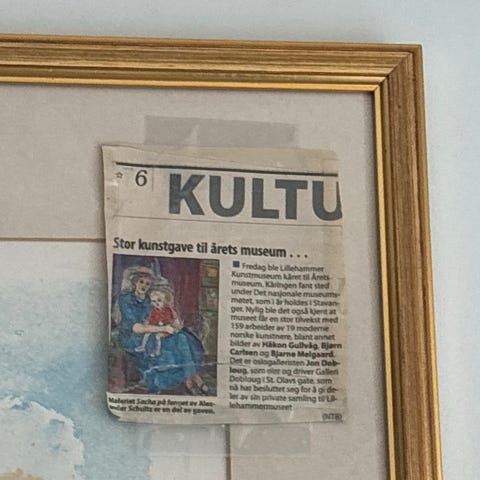 6
KULTU
Stor kunstgave til årets museum . . .
Fredag ble Lillehammer
Kunstmuseum kåret til Årets
museum. Kåringen fant sted
under Det nasjonale museums-
møtet, som i år holdes i Stavan-
ger. Nylig ble det også kjent at
museet får en stor tilvekst med
159 arbeider av 19 moderne
norske kunstnere, blant annet
bilder av Håkon Gullvåg, Bjørn
Carlsen og Bjarne Melgaard.
Det er oslogalleristen Jon Dob-
loug, som eier og driver Galleri
Dobloug i St. Olavs gate, som
nå har besluttet seg for å gi de-
ler av sin private samling til Lil-
lehammermuseet
(NTB)
Maleriet Sacha på fanget av Alex-
ander Schultz er en del av gaven.